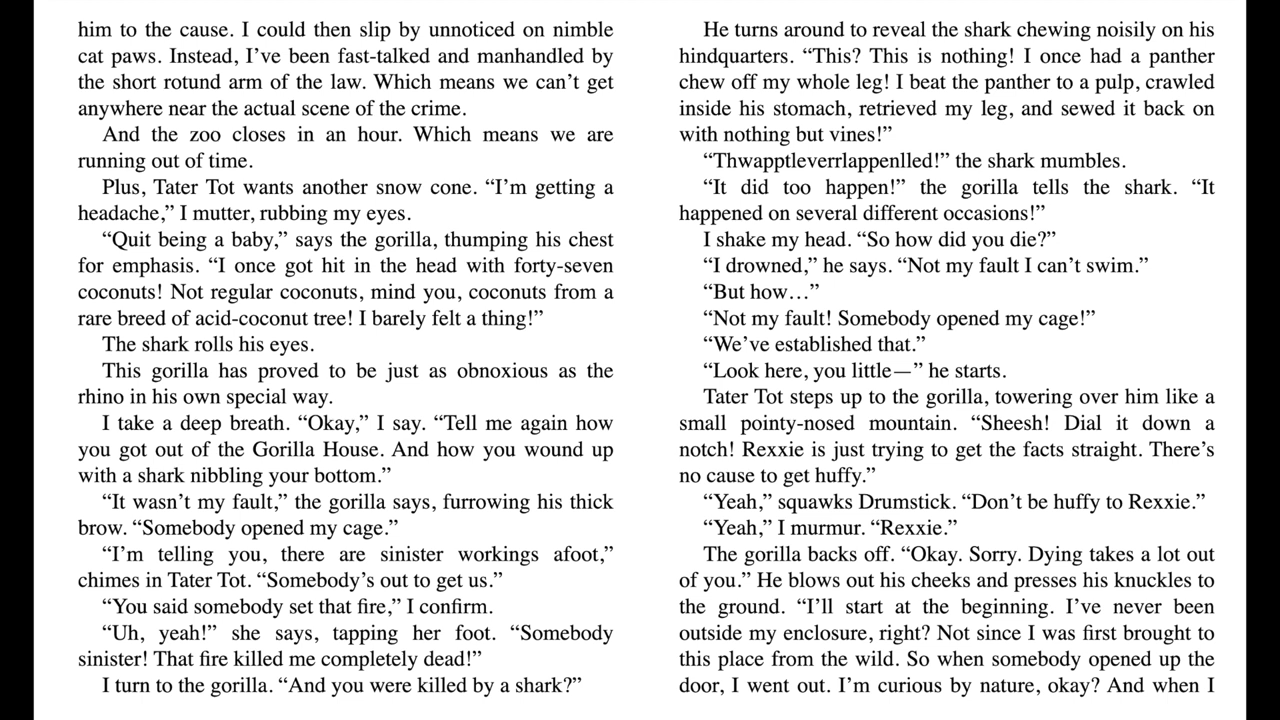 him to the cause. I could then slip by unnoticed on nimble
cat paws. Instead, I’ve been fast-talked and manhandled by
the short rotund arm of the law. Which means we can’t get
anywhere near the actual scene of the crime.
And the zoo closes in an hour. Which means we are
running out of time.
Plus, Tater Tot wants another snow cone. “I’m getting a
headache,” I mutter, rubbing my eyes.
“Quit being a baby,” says the gorilla, thumping his chest
for emphasis. “I once got hit in the head with forty-seven
coconuts! Not regular coconuts, mind you, coconuts from a
rare breed of acid-coconut tree! I barely felt a thing!”
The shark rolls his eyes.
This gorilla has proved to be just as obnoxious as the
rhino in his own special way.
I take a deep breath. “Okay,” I say. “Tell me again how
you got out of the Gorilla House. And how you wound up
with a shark nibbling your bottom.”
“It wasn’t my fault,” the gorilla says, furrowing his thick
brow. “Somebody opened my cage.”
“I’m telling you, there are sinister workings afoot,”
chimes in Tater Tot. “Somebody’s out to get us.”
“You said somebody set that fire,” I confirm.
“Uh, yeah!” she says, tapping her foot. “Somebody
sinister! That fire killed me completely dead!”
I turn to the gorilla. “And you were killed by a shark?”
He turns around to reveal the shark chewing noisily on his
hindquarters. “This? This is nothing! I once had a panther
chew off my whole leg! I beat the panther to a pulp, crawled
inside his stomach, retrieved my leg, and sewed it back on
with nothing but vines!”
“Thwapptleverrlappenlled!” the shark mumbles.
“It did too happen!” the gorilla tells the shark. “It
happened on several different occasions!”
I shake my head. “So how did you die?”
“I drowned,” he says. “Not my fault I can’t swim.”
“But how…”
“Not my fault! Somebody opened my cage!”
“We’ve established that.”
“Look here, you little—” he starts.
Tater Tot steps up to the gorilla, towering over him like a
small pointy-nosed mountain. “Sheesh! Dial it down a
notch! Rexxie is just trying to get the facts straight. There’s
no cause to get huffy.”
“Yeah,” squawks Drumstick. “Don’t be huffy to Rexxie.”
“Yeah,” I murmur. “Rexxie.”
The gorilla backs off. “Okay. Sorry. Dying takes a lot out
of you.” He blows out his cheeks and presses his knuckles to
the ground. “I’ll start at the beginning. I’ve never been
outside my enclosure, right? Not since I was first brought to
this place from the wild. So when somebody opened up the
door, I went out. I’m curious by nature, okay? And when I